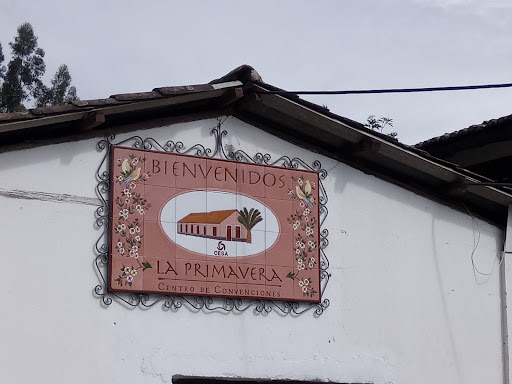 BIENVENIDOS
CESA
LA PRIMAVERA
CENTRO DE CONVENCIONES